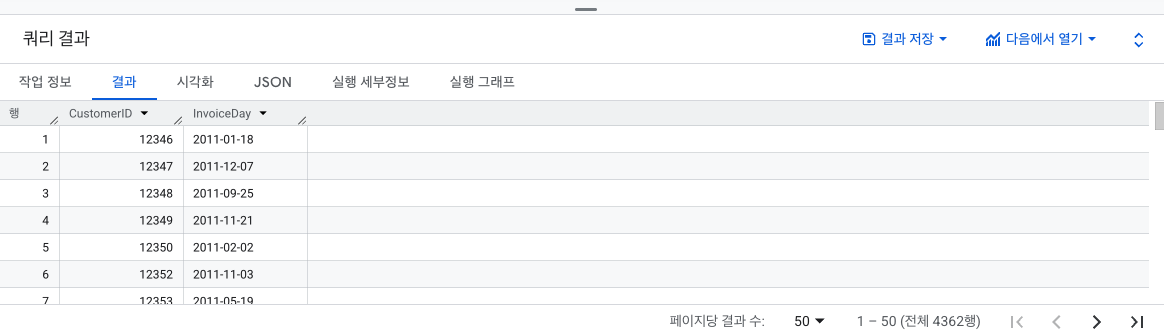 쿼리 결과 결과 저장 다음에서 열기
작업 정보 결과 시각화 JSON 실행 세부정보 실행 그래프
행 CustomerID InvoiceDay
1 12346 2011-01-18
2 12347 2011-12-07
3 12348 2011-09-25
4 12349 2011-11-21
5 12350 2011-02-02
6 12352 2011-11-03
7 12353 2011-05-19
페이지당 결과 수: 50 1 – 50 (전체 4362행)